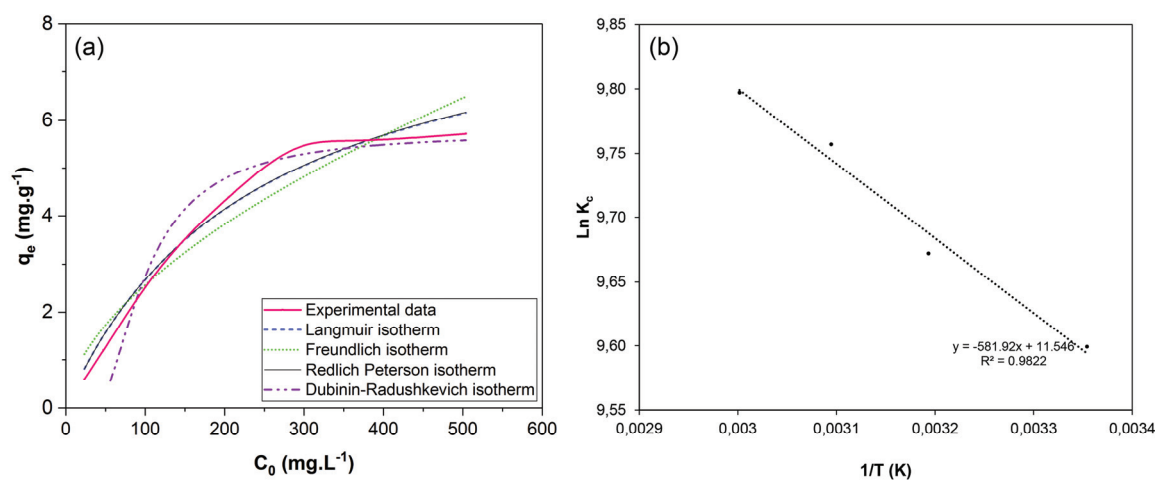 (a)
8
6
4
2
0
qe (mg.g-1)
0 100 200 300 400 500 600
C0 (mg.L-1)
Experimental data
Langmuir isotherm
Freundlich isotherm
Redlich Peterson isotherm
Dubinin-Radushkevich isotherm
(b)
9,90
9,85
9,80
9,75
9,70
9,65
9,60
9,55
Ln Kc
y = -581.92x + 11.546
R² = 0.9822
0,0029 0,003 0,0031 0,0032 0,0033 0,0034
1/T (K)